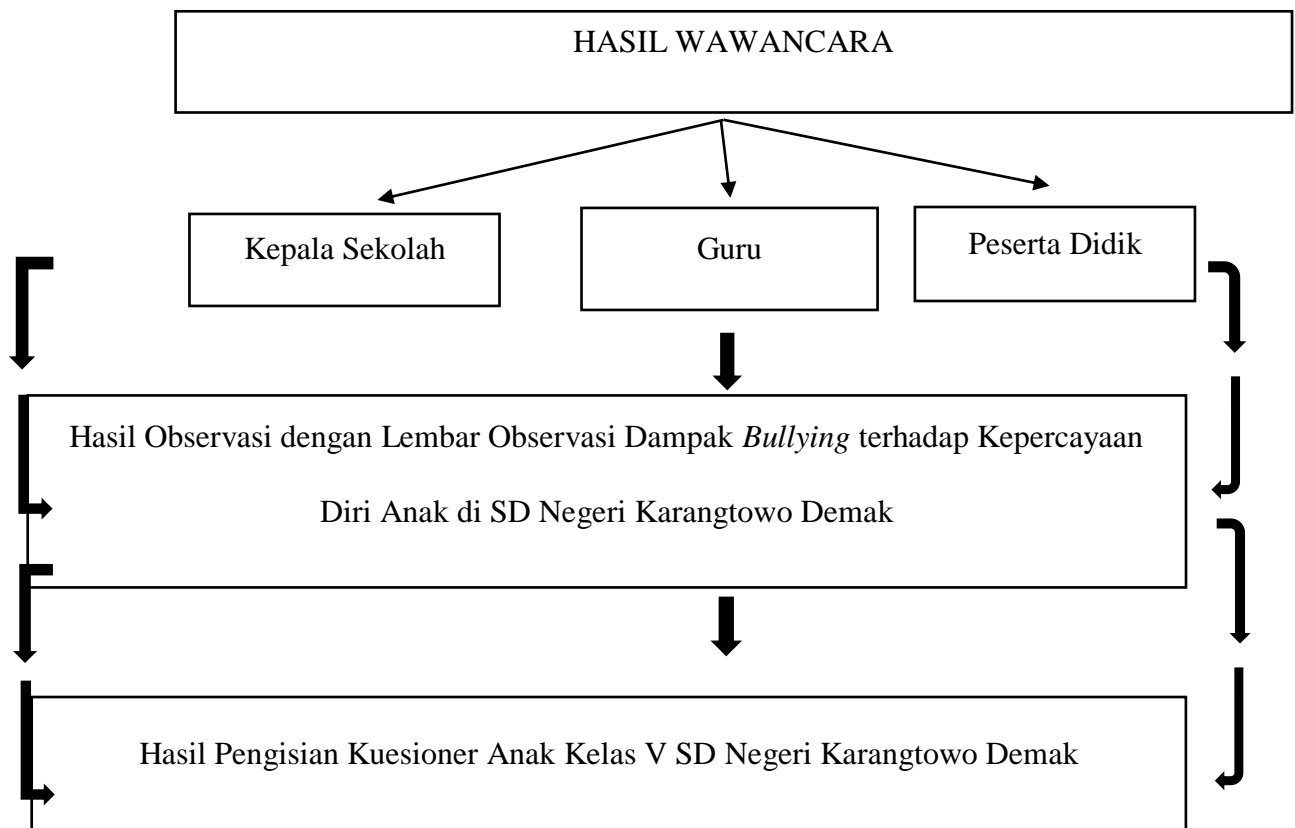 HASIL WAWANCARA
Kepala Sekolah
Guru
Peserta Didik
Hasil Observasi dengan Lembar Observasi Dampak Bullying terhadap Kepercayaan
Diri Anak di SD Negeri Karangtowo Demak
Hasil Pengisian Kuesioner Anak Kelas V SD Negeri Karangtowo Demak